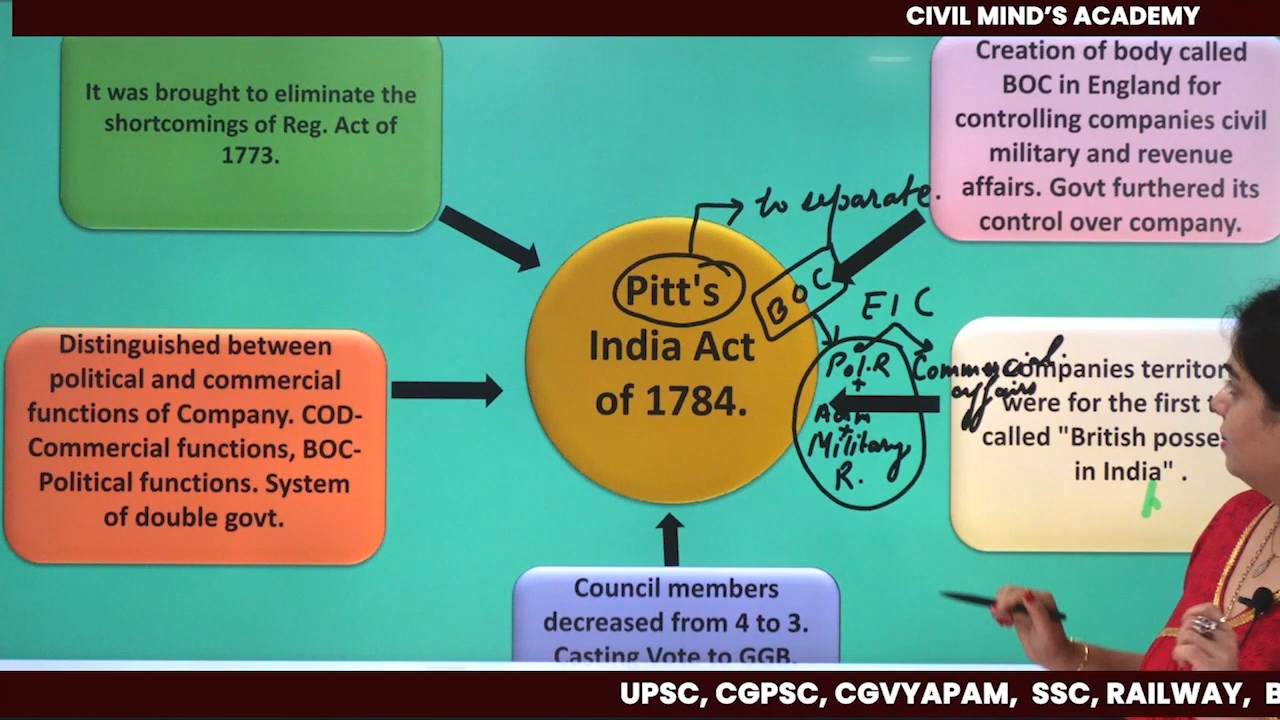 CIVIL MIND'S ACADEMY
It was brought to eliminate the
shortcomings of Reg. Act of
1773.
Creation of body called
BOC in England for
controlling companies civil
military and revenue
affairs. Govt furthered its
control over company.
to separate.
Pitt's
India Act
of 1784.
BOC
EIC
Pol.R
+
Adm
+
Military
R.
Commercial
affairs
Distinguished between
political and commercial
functions of Company. COD-
Commercial functions, BOC-
Political functions. System
of double govt.
Companies territor
were for the first
called "British posse
in India" .
Council members
decreased from 4 to 3.
Casting Vote to GGB.
UPSC, CGPSC, CGVYAPAM, SSC, RAILWAY, B